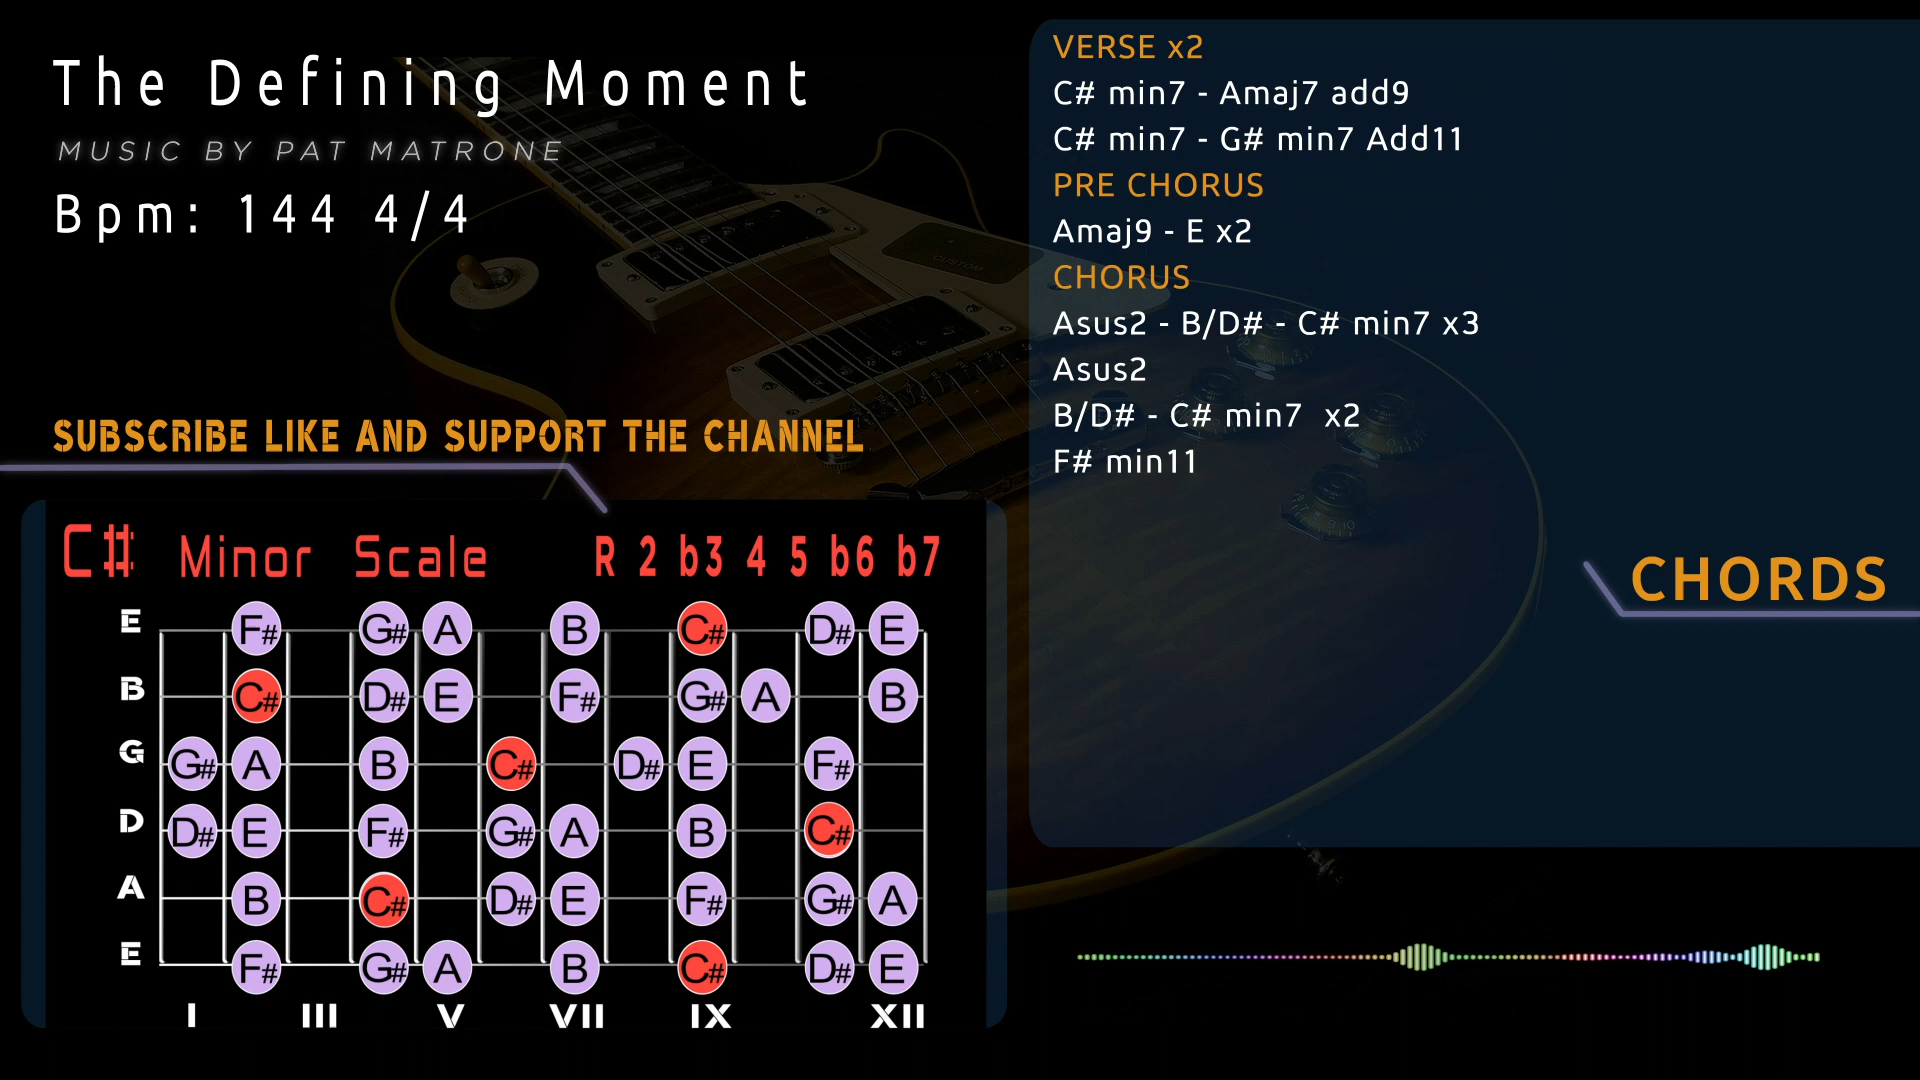 The Defining Moment
MUSIC BY PAT MATRONE
Bpm: 144 4/4
SUBSCRIBE LIKE AND SUPPORT THE CHANNEL
VERSE x2
C# min7 - Amaj7 add9
C# min7 - G# min7 Add11
PRE CHORUS
Amaj9 - E x2
CHORUS
Asus2 - B/D# - C# min7 x3
Asus2
B/D# - C# min7  x2
F# min11
CHORDS
CUSTOM
C# Minor Scale R 2 b3 4 5 b6 b7
E F# G# A B C# D# E
B C# D# E F# G# A B
G G# A B C# D# E F#
D D# E F# G# A B C#
A B C# D# E F# G# A
E F# G# A B C# D# E
I III V VII IX XII